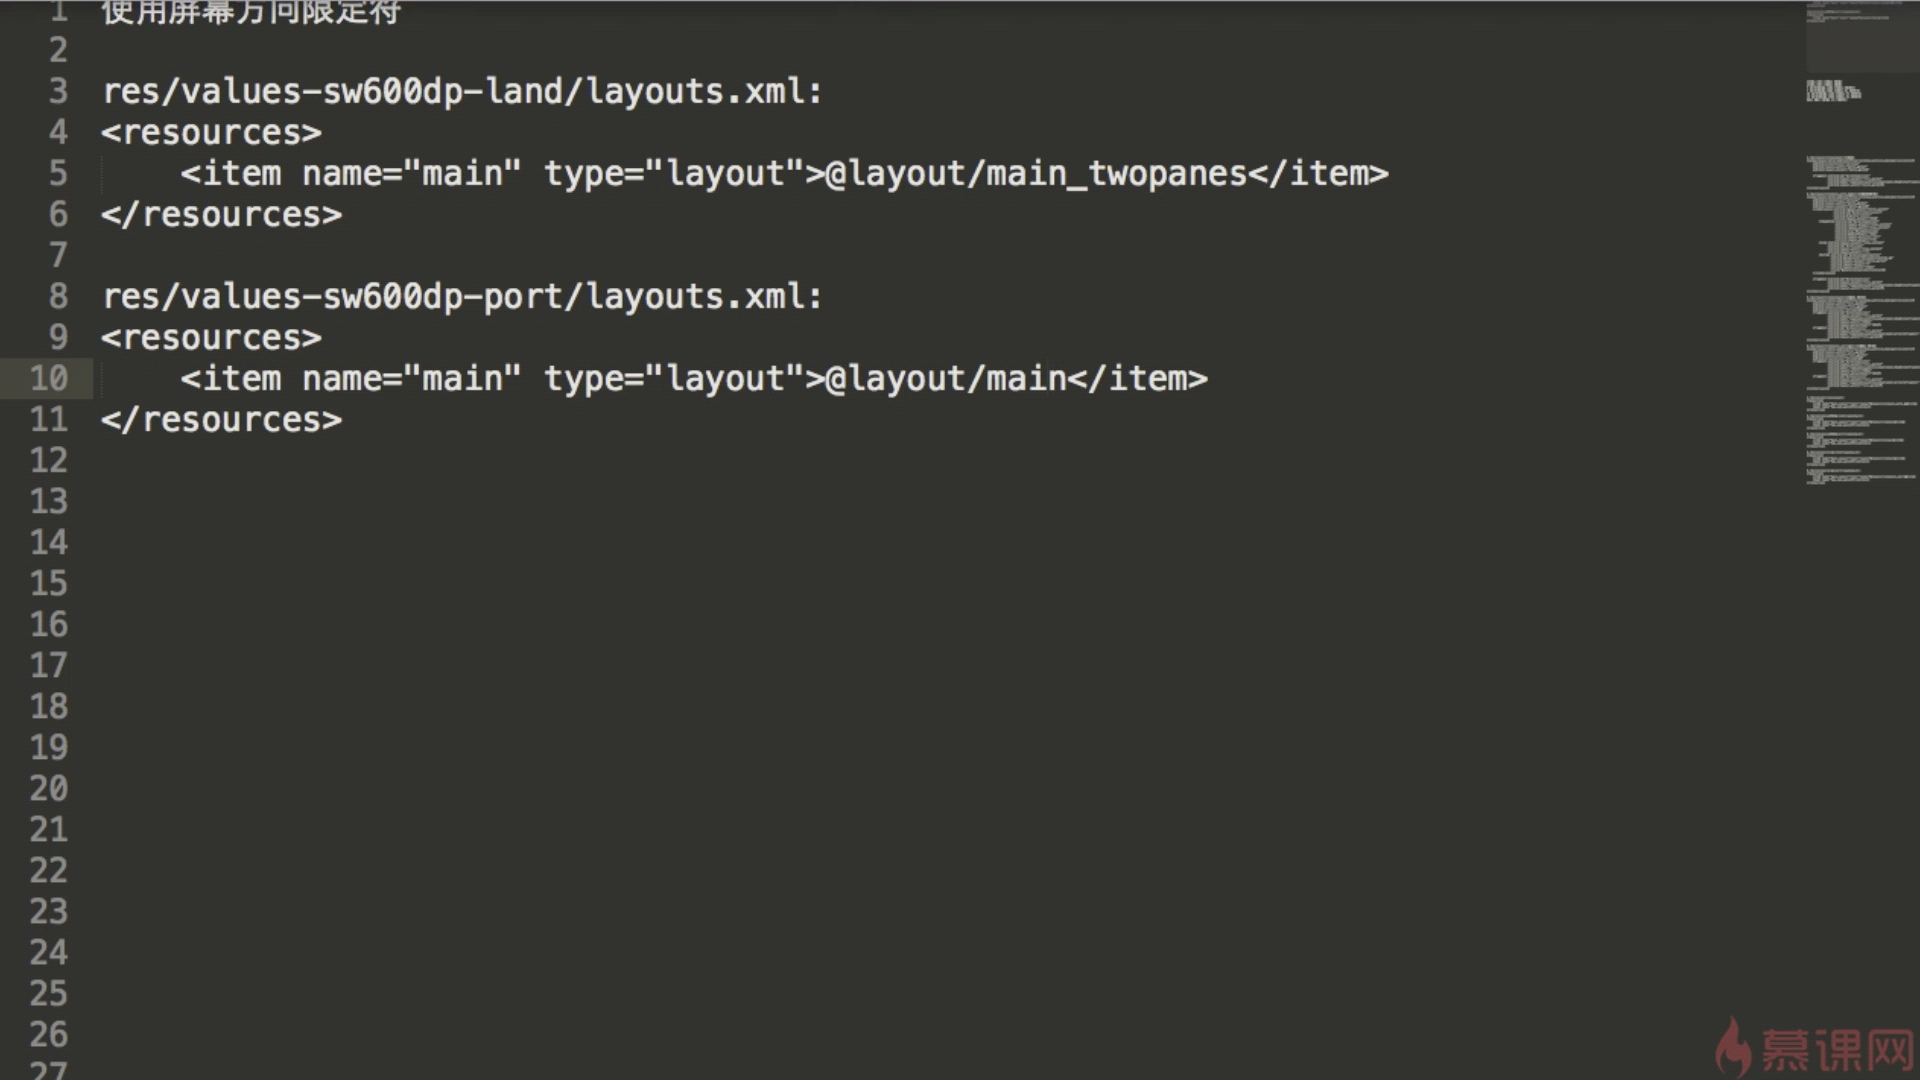 1 使用屏幕方向限定符
2
3 res/values-sw600dp-land/layouts.xml:
4 <resources>
5     <item name="main" type="layout">@layout/main_twopanes</item>
6 </resources>
7
8 res/values-sw600dp-port/layouts.xml:
9 <resources>
10     <item name="main" type="layout">@layout/main</item>
11 </resources>
12
13
14
15
16
17
18
19
20
21
22
23
24
25
26
27
慕课网